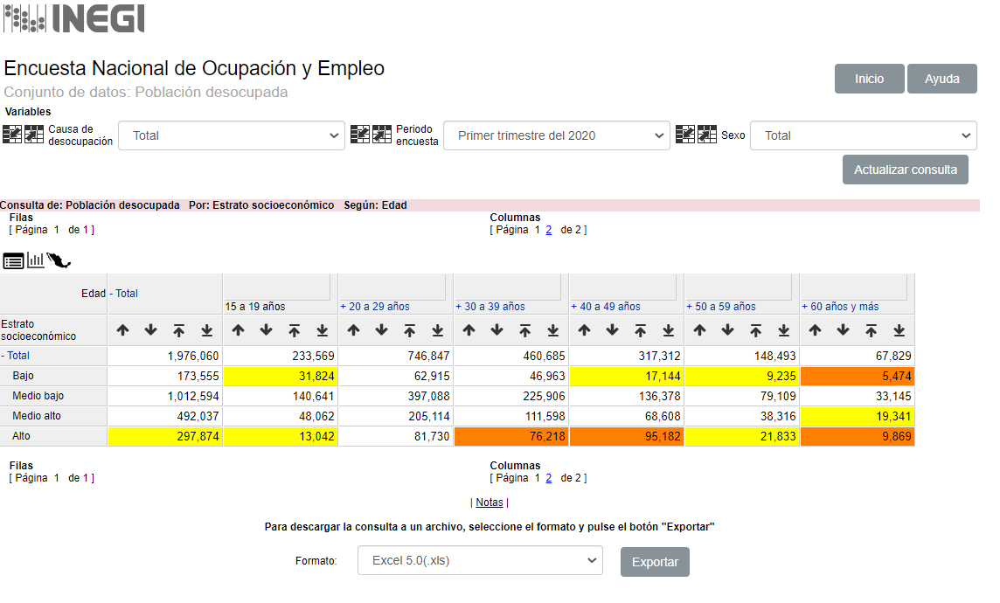 INEGI
Encuesta Nacional de Ocupación y Empleo
Conjunto de datos: Población desocupada
Inicio Ayuda
Variables
Causa de desocupación Total Periodo encuesta Primer trimestre del 2020 Sexo Total
Actualizar consulta
Consulta de: Población desocupada Por: Estrato socioeconómico Según: Edad
Filas Columnas
[ Página 1 de 1 ] [ Página 1 2 de 2 ]
Edad - Total 15 a 19 años + 20 a 29 años + 30 a 39 años + 40 a 49 años + 50 a 59 años + 60 años y más
Estrato
socioeconómico
- Total 1,976,060 233,569 746,847 460,685 317,312 148,493 67,829
Bajo 173,555 31,824 62,915 46,963 17,144 9,235 5,474
Medio bajo 1,012,594 140,641 397,088 225,906 136,378 79,109 33,145
Medio alto 492,037 48,062 205,114 111,598 68,608 38,316 19,341
Alto 297,874 13,042 81,730 76,218 95,182 21,833 9,869
Filas Columnas
[ Página 1 de 1 ] [ Página 1 2 de 2 ]
| Notas |
Para descargar la consulta a un archivo, seleccione el formato y pulse el botón "Exportar"
Formato: Excel 5.0(.xls) Exportar